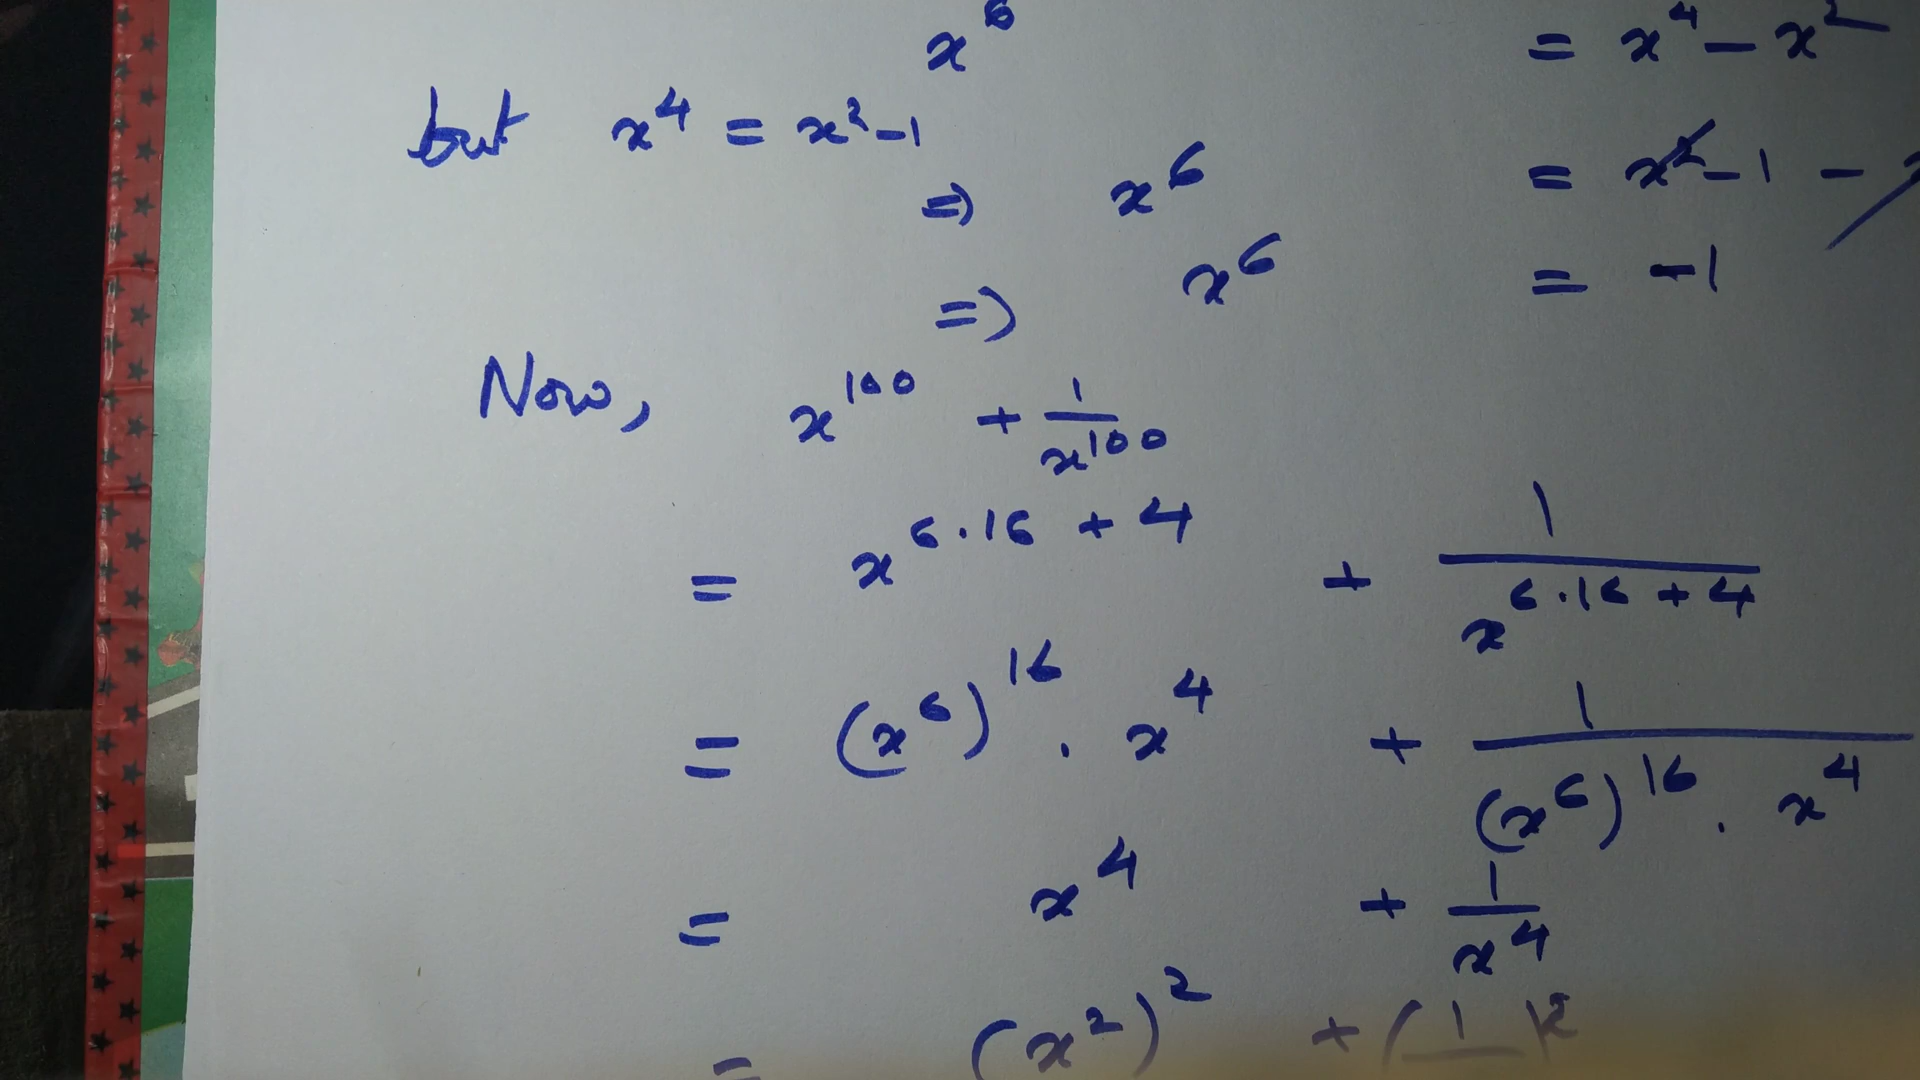 x⁶ = x⁴ − x²
but x⁴ = x² − 1
⇒ x⁶ = x² − 1 −
⇒ x⁶ = −1
Now, x¹⁰⁰ + 1/x¹⁰⁰
= x^(6·16 + 4) + 1/x^(6·16 + 4)
= (x⁶)¹⁶ · x⁴ + 1/((x⁶)¹⁶ · x⁴)
= x⁴ + 1/x⁴
= (x²)² + (1/ )²